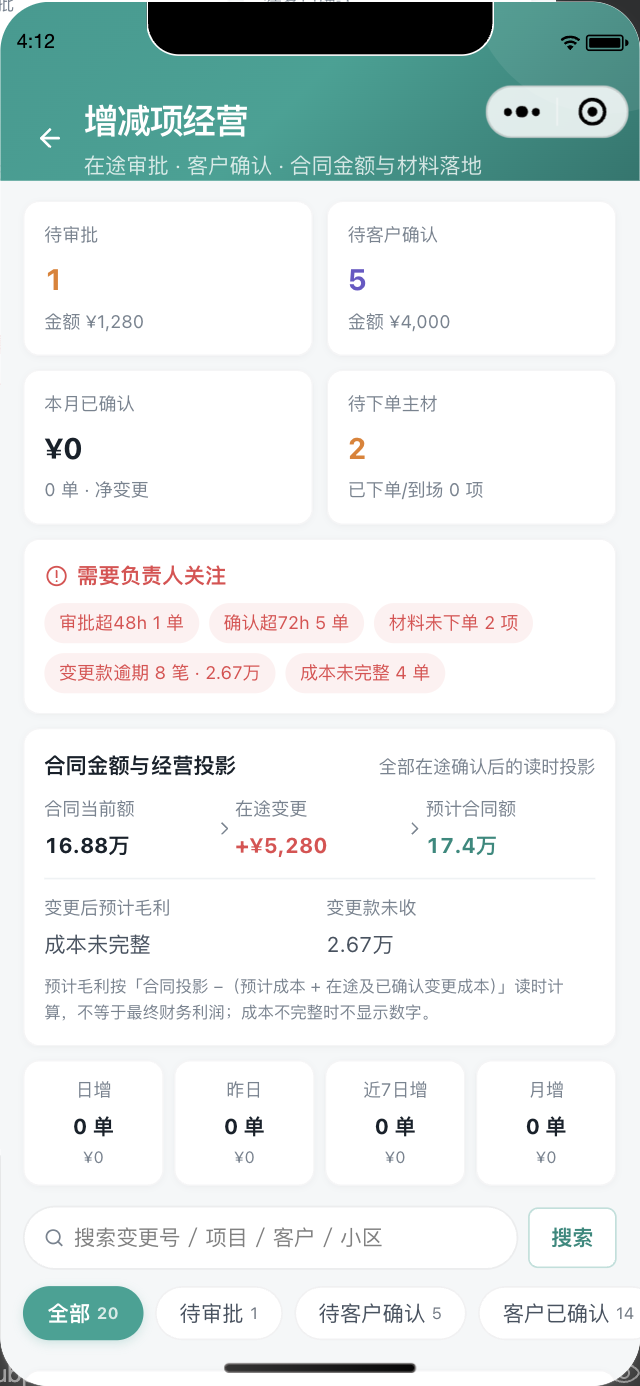 4:12
增减项经营
在途审批 · 客户确认 · 合同金额与材料落地
待审批
1
金额 ¥1,280
待客户确认
5
金额 ¥4,000
本月已确认
¥0
0 单 · 净变更
待下单主材
2
已下单/到场 0 项
需要负责人关注
审批超48h 1 单
确认超72h 5 单
材料未下单 2 项
变更款逾期 8 笔 · 2.67万
成本未完整 4 单
合同金额与经营投影
全部在途确认后的读时投影
合同当前额
16.88万
在途变更
+¥5,280
预计合同额
17.4万
变更后预计毛利
成本未完整
变更款未收
2.67万
预计毛利按「合同投影 −（预计成本 + 在途及已确认变更成本）」读时计
算，不等于最终财务利润；成本不完整时不显示数字。
日增
0 单
¥0
昨日
0 单
¥0
近7日增
0 单
¥0
月增
0 单
¥0
搜索变更号 / 项目 / 客户 / 小区
搜索
全部 20
待审批 1
待客户确认 5
客户已确认 14